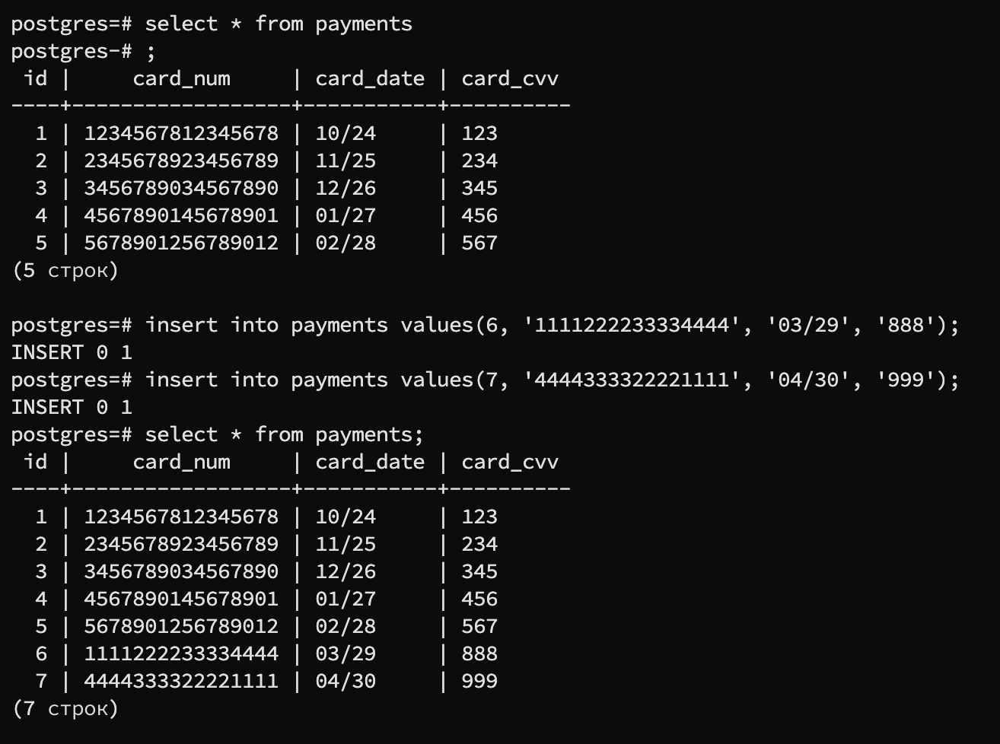 postgres=# select * from payments
postgres-# ;
 id |     card_num     | card_date | card_cvv
----+------------------+-----------+----------
  1 | 1234567812345678 | 10/24     | 123
  2 | 2345678923456789 | 11/25     | 234
  3 | 3456789034567890 | 12/26     | 345
  4 | 4567890145678901 | 01/27     | 456
  5 | 5678901256789012 | 02/28     | 567
(5 строк)

postgres=# insert into payments values(6, '1111222233334444', '03/29', '888');
INSERT 0 1
postgres=# insert into payments values(7, '4444333322221111', '04/30', '999');
INSERT 0 1
postgres=# select * from payments;
 id |     card_num     | card_date | card_cvv
----+------------------+-----------+----------
  1 | 1234567812345678 | 10/24     | 123
  2 | 2345678923456789 | 11/25     | 234
  3 | 3456789034567890 | 12/26     | 345
  4 | 4567890145678901 | 01/27     | 456
  5 | 5678901256789012 | 02/28     | 567
  6 | 1111222233334444 | 03/29     | 888
  7 | 4444333322221111 | 04/30     | 999
(7 строк)